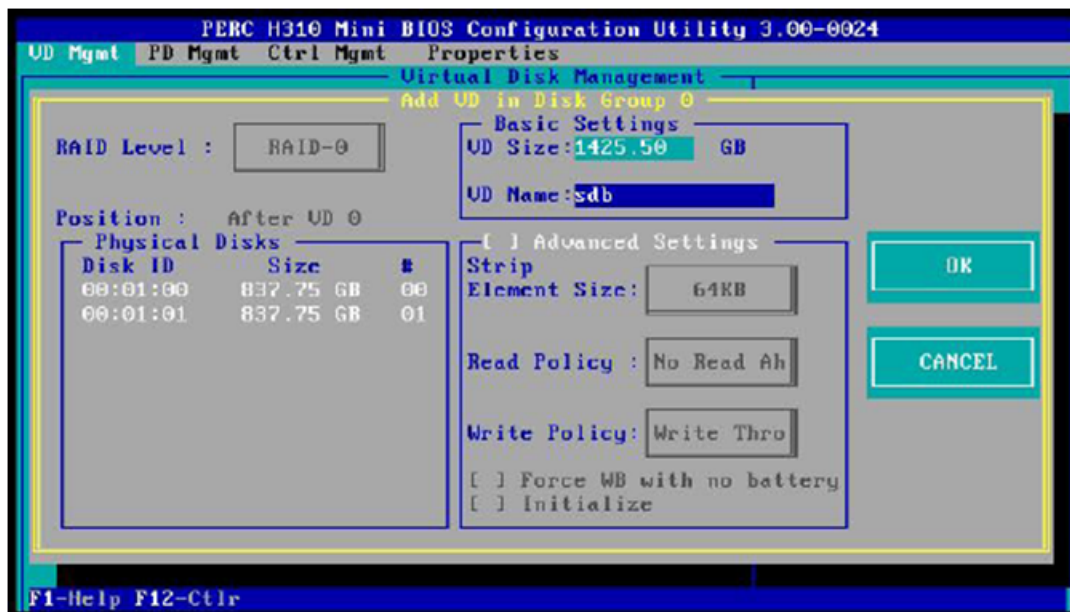 PERC H310 Mini BIOS Configuration Utility 3.00-0024
VD Mgmt PD Mgmt Ctrl Mgmt Properties
Virtual Disk Management
Add VD in Disk Group 0
RAID Level : RAID-0
Basic Settings
VD Size:1425.50 GB
VD Name:sdb
Position : After VD 0
Physical Disks
Disk ID Size #
00:01:00 837.75 GB 00
00:01:01 837.75 GB 01
[ ] Advanced Settings
Strip
Element Size: 64KB
Read Policy : No Read Ah
Write Policy: Write Thro
[ ] Force WB with no battery
[ ] Initialize
OK
CANCEL
F1-Help F12-Ctlr